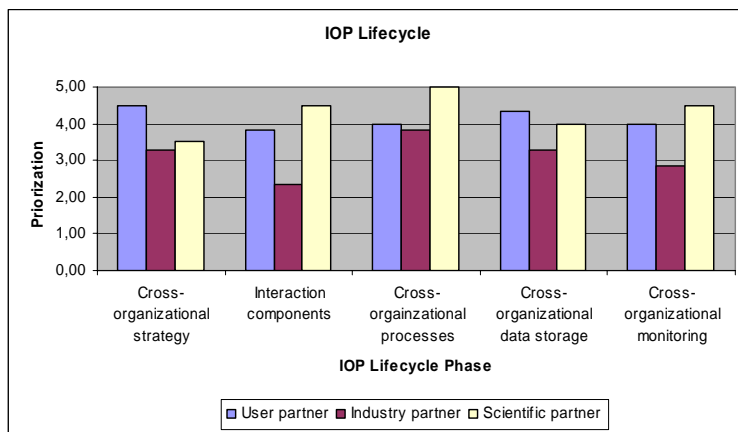 IOP Lifecycle
5,00
4,00
3,00
2,00
1,00
0,00
Priorization
Cross-
organizational
strategy
Interaction
components
Cross-
orgainzational
processes
Cross-
organizational
data storage
Cross-
organizational
monitoring
IOP Lifecycle Phase
User partner
Industry partner
Scientific partner